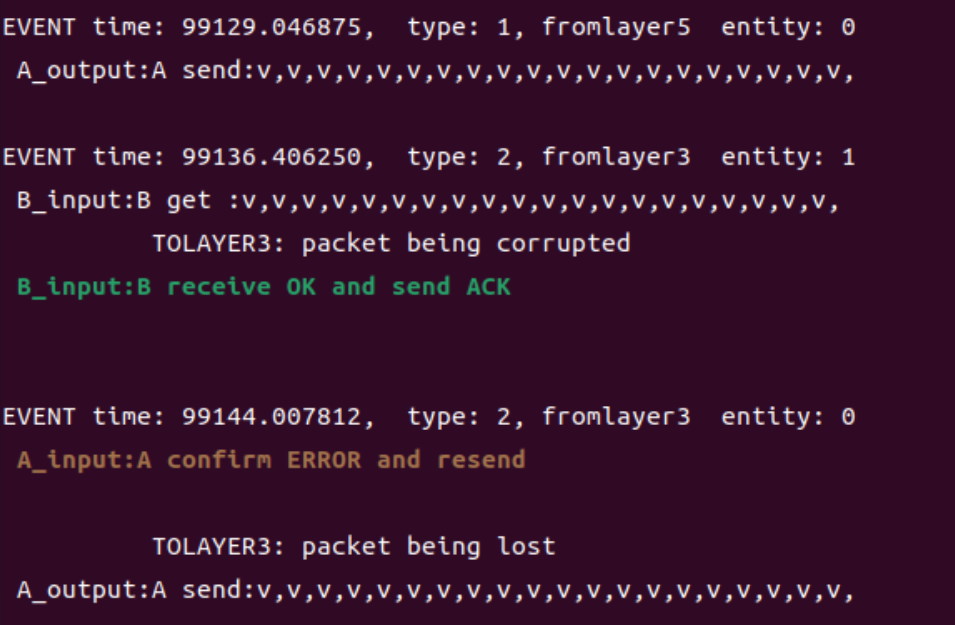 EVENT time: 99129.046875,  type: 1, fromlayer5  entity: 0
A_output:A send:v,v,v,v,v,v,v,v,v,v,v,v,v,v,v,v,v,v,v,v,
EVENT time: 99136.406250,  type: 2, fromlayer3  entity: 1
B_input:B get :v,v,v,v,v,v,v,v,v,v,v,v,v,v,v,v,v,v,v,v,
TOLAYER3: packet being corrupted
B_input:B receive OK and send ACK
EVENT time: 99144.007812,  type: 2, fromlayer3  entity: 0
A_input:A confirm ERROR and resend
TOLAYER3: packet being lost
A_output:A send:v,v,v,v,v,v,v,v,v,v,v,v,v,v,v,v,v,v,v,v,